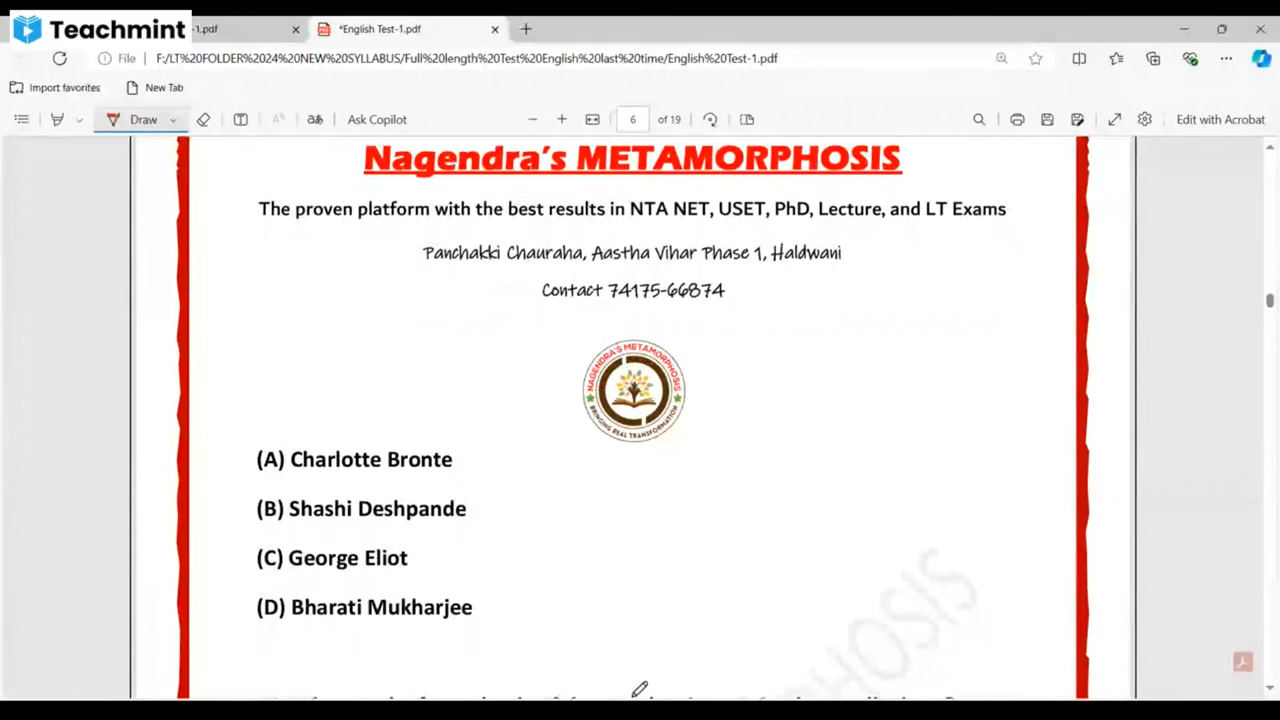 Teachmint
-1.pdf
*English Test-1.pdf
File
F:/LT%20FOLDER%202024%20NEW%20SYLLABUS/Full%20length%20Test%20English%20last%20time/English%20Test-1.pdf
Import favorites
New Tab
Draw
Ask Copilot
6 of 19
Edit with Acrobat
Nagendra's METAMORPHOSIS
The proven platform with the best results in NTA NET, USET, PhD, Lecture, and LT Exams
Panchakki Chauraha, Aastha Vihar Phase 1, Haldwani
Contact 74175-66874
NAGENDRA'S METAMORPHOSIS
BRINGING REAL TRANSFORMATION
(A) Charlotte Bronte
(B) Shashi Deshpande
(C) George Eliot
(D) Bharati Mukharjee